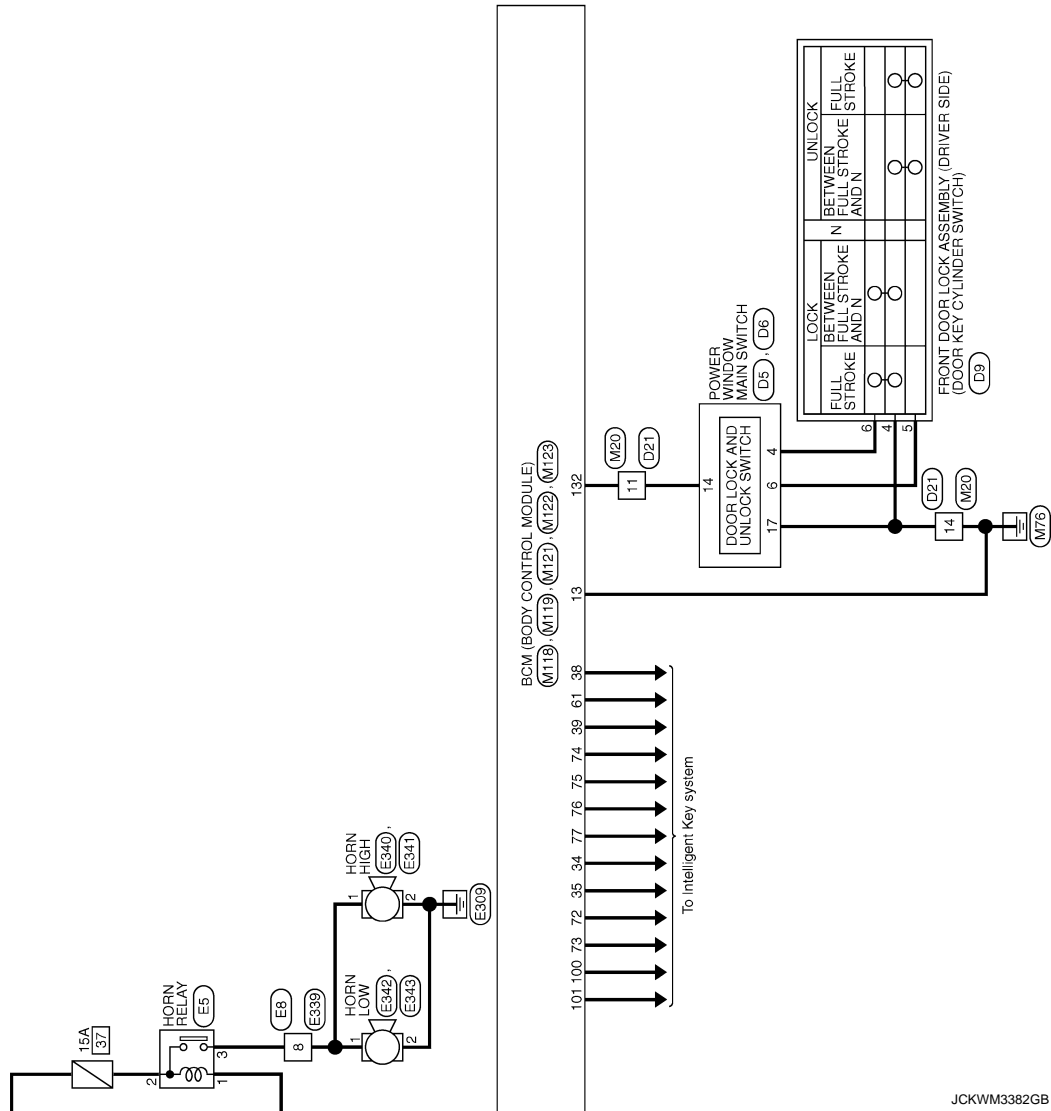 15A
37
HORN
RELAY
E5
2
3
1
E8
8
E339
HORN
HIGH
E340,
E341
1
2
HORN
LOW
E342,
E343
1
2
E309
BCM (BODY CONTROL MODULE)
M118, M119, M121, M122, M123
101
100
73
72
35
34
77
76
75
74
39
61
38
13
132
To Intelligent Key system
M20
11
D21
POWER
WINDOW
MAIN SWITCH
D5, D6
14
DOOR LOCK AND
UNLOCK SWITCH
17
6
4
D21
14
M20
M76
LOCK
N
UNLOCK
FULL
STROKE
BETWEEN
FULL STROKE
AND N
BETWEEN
FULL STROKE
AND N
FULL
STROKE
6
4
5
FRONT DOOR LOCK ASSEMBLY (DRIVER SIDE)
(DOOR KEY CYLINDER SWITCH)
D9
JCKWM3382GB